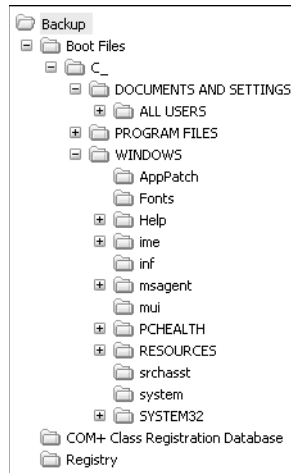 Backup
Boot Files
C_
DOCUMENTS AND SETTINGS
ALL USERS
PROGRAM FILES
WINDOWS
AppPatch
Fonts
Help
ime
inf
msagent
mui
PCHEALTH
RESOURCES
srchasst
system
SYSTEM32
COM+ Class Registration Database
Registry